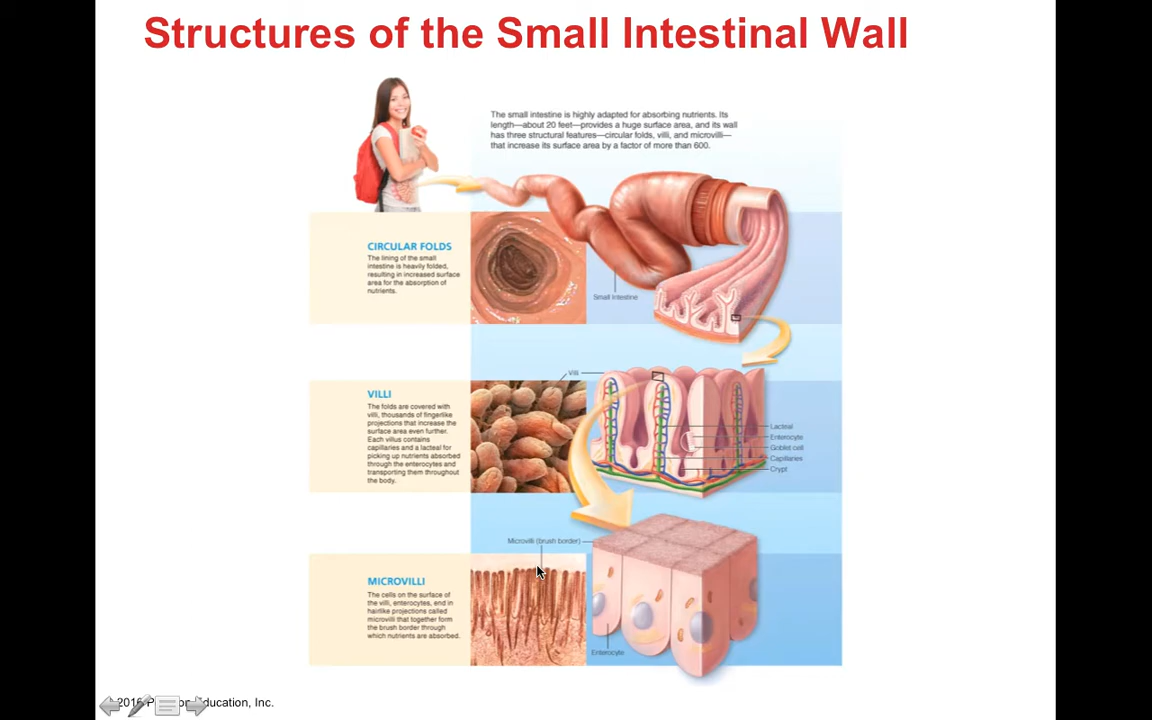 Structures of the Small Intestinal Wall
The small intestine is highly adapted for absorbing nutrients. Its
length—about 20 feet—provides a huge surface area, and its wall
has three structural features—circular folds, villi, and microvilli—
that increase its surface area by a factor of more than 600.
CIRCULAR FOLDS
The lining of the small
intestine is heavily folded,
resulting in increased surface
area for the absorption of
nutrients.
Small Intestine
Villi
VILLI
The folds are covered with
villi, thousands of fingerlike
projections that increase the
surface area even further.
Each villus contains
capillaries and a lacteal for
picking up nutrients absorbed
through the enterocytes and
transporting them throughout
the body.
Lacteal
Enterocyte
Goblet cell
Capillaries
Crypt
Microvilli (brush border)
MICROVILLI
The cells on the surface of
the villi, enterocytes, end in
hairlike projections called
microvilli that together form
the brush border through
which nutrients are absorbed.
Enterocyte
2016 Education, Inc.